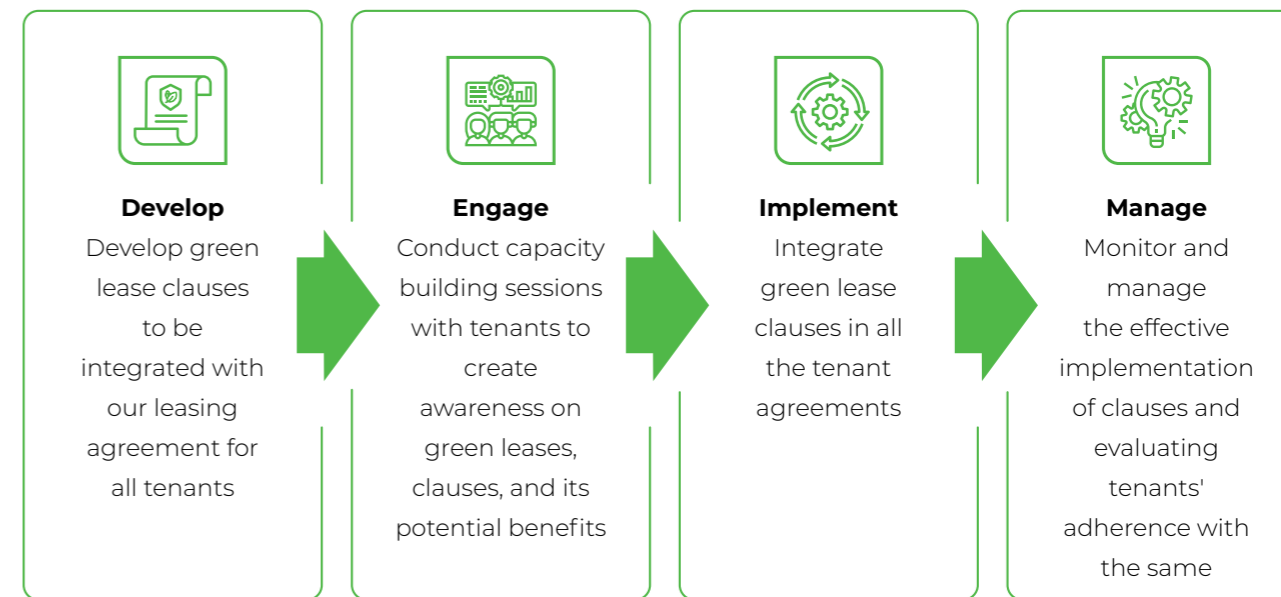 Develop
Develop green
lease clauses
to be
integrated with
our leasing
agreement for
all tenants
Engage
Conduct capacity
building sessions
with tenants to
create
awareness on
green leases,
clauses, and its
potential benefits
Implement
Integrate
green lease
clauses in all
the tenant
agreements
Manage
Monitor and
manage
the effective
implementation
of clauses and
evaluating
tenants'
adherence with
the same